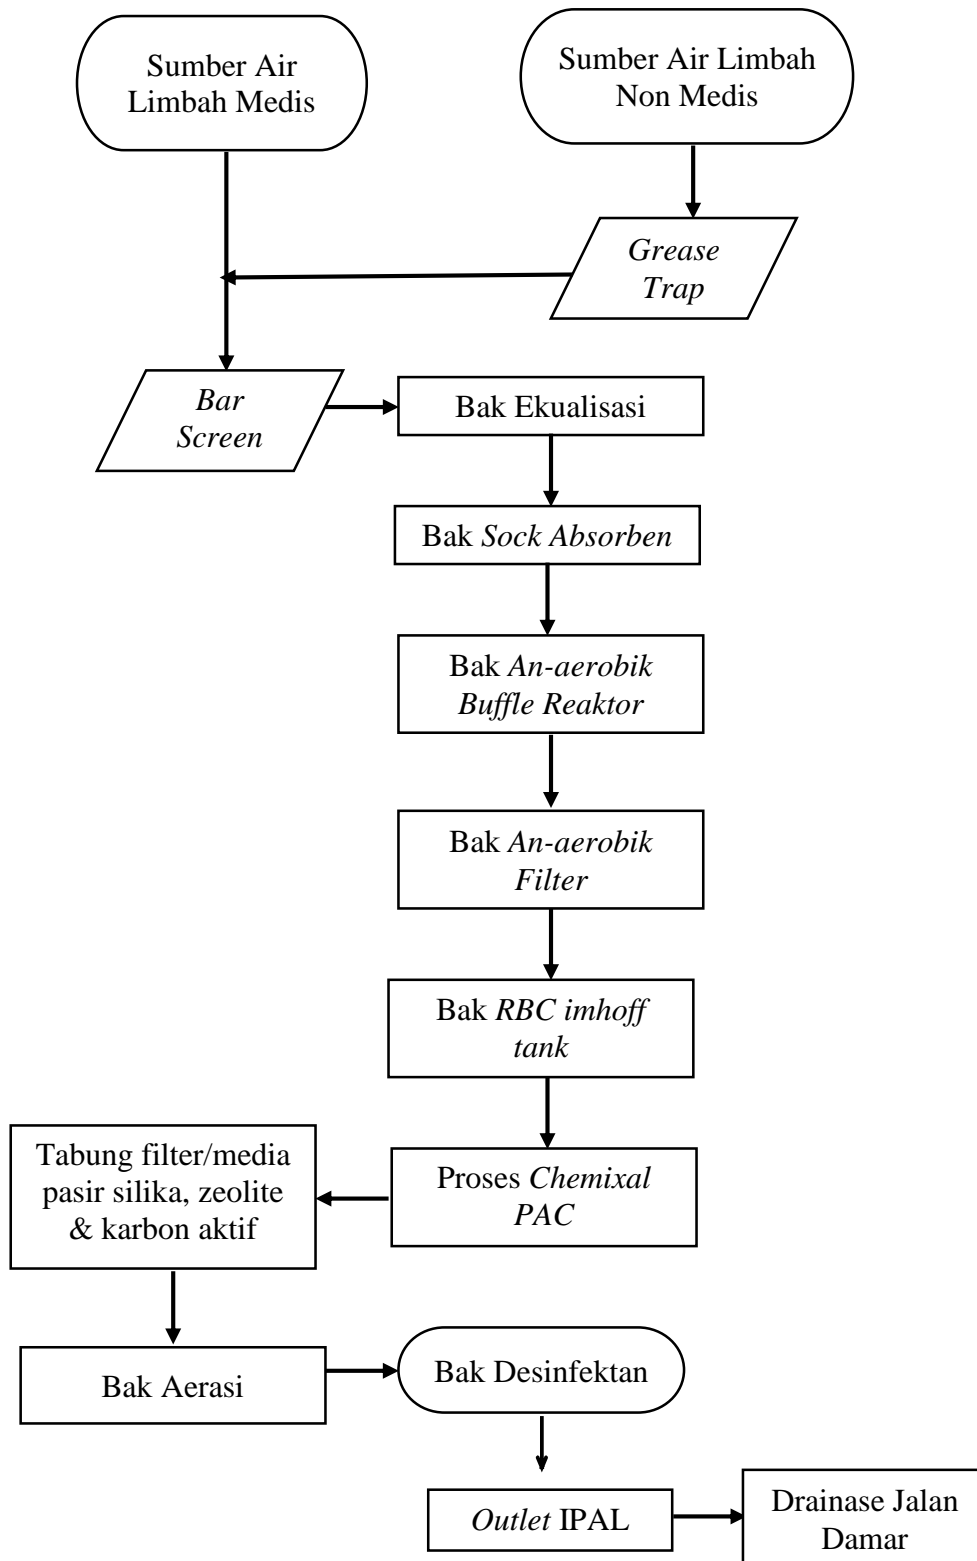 Sumber Air
Limbah Medis
Sumber Air Limbah
Non Medis
Grease
Trap
Bar
Screen
Bak Ekualisasi
Bak Sock Absorben
Bak An-aerobik
Buffle Reaktor
Bak An-aerobik
Filter
Bak RBC imhoff
tank
Proses Chemixal
PAC
Tabung filter/media
pasir silika, zeolite
& karbon aktif
Bak Aerasi
Bak Desinfektan
Outlet IPAL
Drainase Jalan
Damar